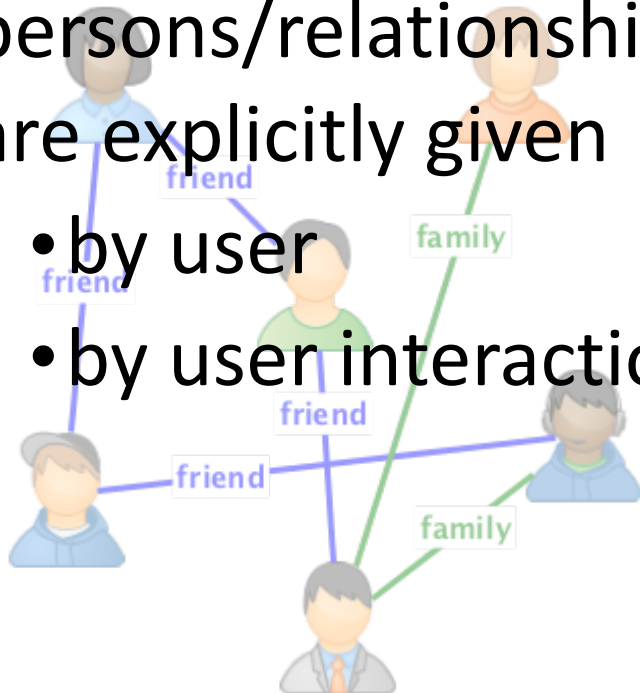 persons/relationshi
are explicitly given
friend
•by user
family
friend
•by user interactio
friend
friend
family